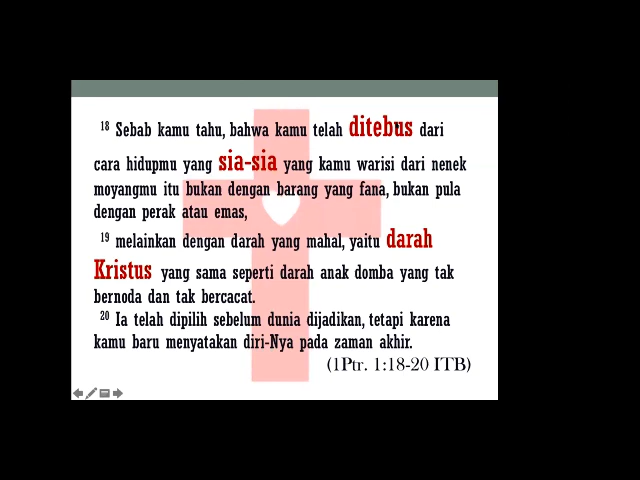 18 Sebab kamu tahu, bahwa kamu telah ditebus dari
cara hidupmu yang sia-sia yang kamu warisi dari nenek
moyangmu itu bukan dengan barang yang fana, bukan pula
dengan perak atau emas,
19 melainkan dengan darah yang mahal, yaitu darah
Kristus yang sama seperti darah anak domba yang tak
bernoda dan tak bercacat.
20 Ia telah dipilih sebelum dunia dijadikan, tetapi karena
kamu baru menyatakan diri-Nya pada zaman akhir.
(1Ptr. 1:18-20 ITB)